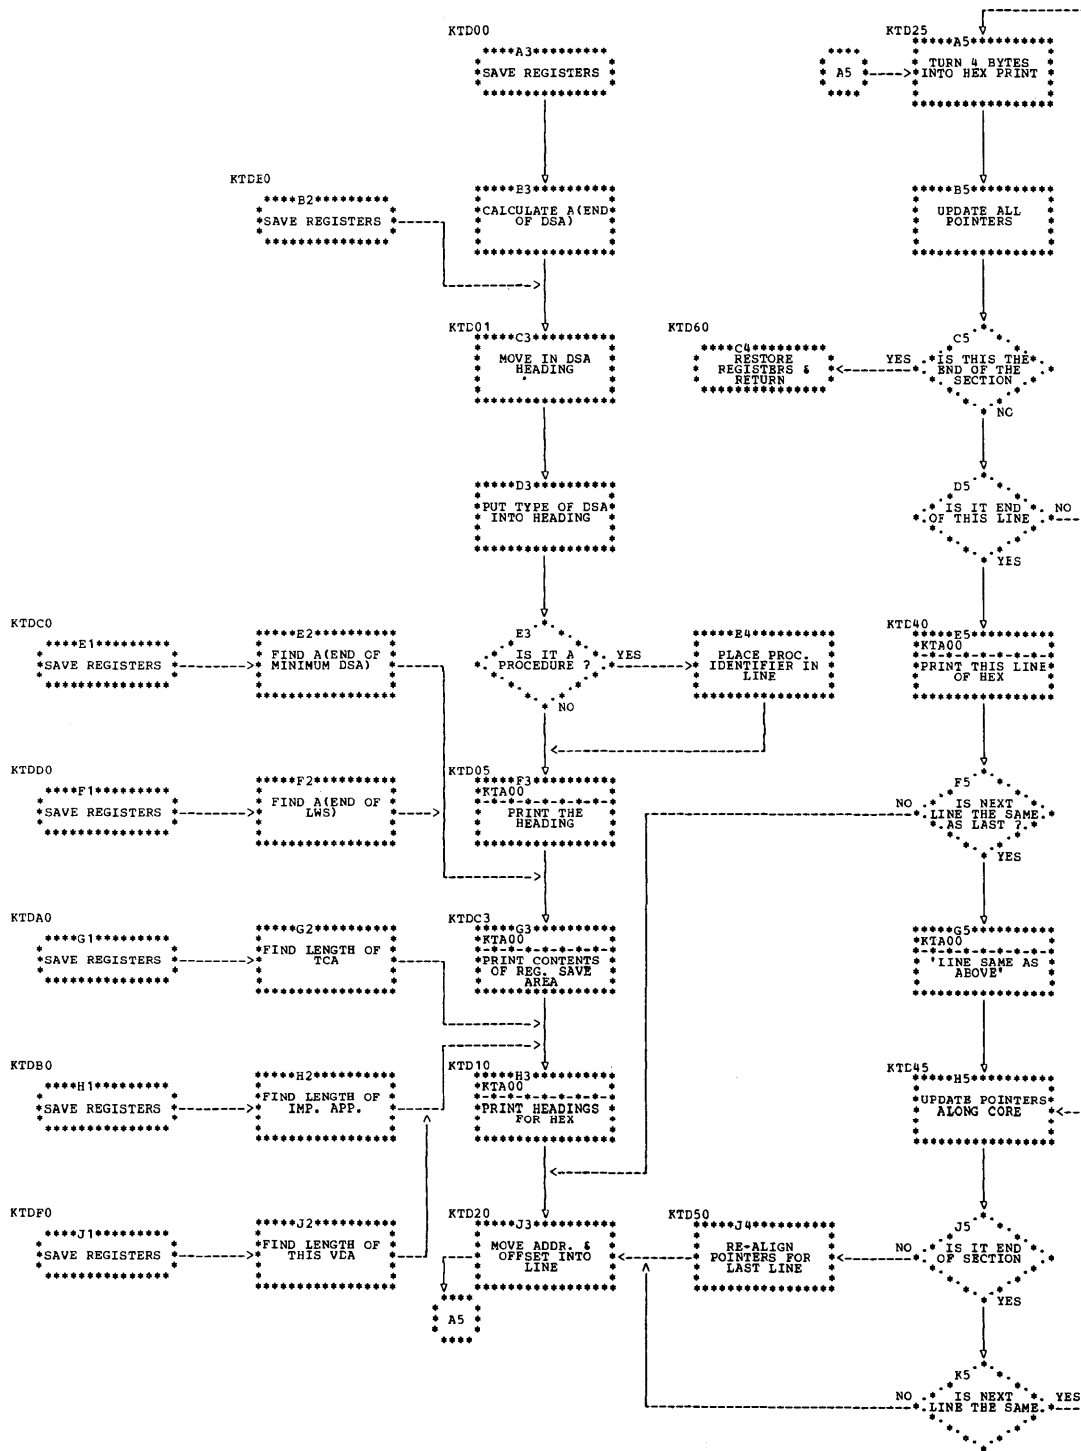 KTD00
A3
SAVE REGISTERS
KTDE0
B2
SAVE REGISTERS
B3
CALCULATE A(END
OF DSA)
KTD01
C3
MOVE IN DSA
HEADING
D3
PUT TYPE OF DSA
INTO HEADING
E3
IS IT A
PROCEDURE ?
YES
NO
E4
PLACE PROC.
IDENTIFIER IN
LINE
KTDC0
E1
SAVE REGISTERS
E2
FIND A(END OF
MINIMUM DSA)
KTDD0
F1
SAVE REGISTERS
F2
FIND A(END OF
LWS)
KTD05
F3
KTA00
PRINT THE
HEADING
KTDA0
G1
SAVE REGISTERS
G2
FIND LENGTH OF
TCA
KTDC3
G3
KTA00
PRINT CONTENTS
OF REG. SAVE
AREA
KTDB0
H1
SAVE REGISTERS
H2
FIND LENGTH OF
IMP. APP.
KTD10
H3
KTA00
PRINT HEADINGS
FOR HEX
KTDF0
J1
SAVE REGISTERS
J2
FIND LENGTH OF
THIS VDA
KTD20
J3
MOVE ADDR. &
OFFSET INTO
LINE
A5
KTD50
J4
RE-ALIGN
POINTERS FOR
LAST LINE
KTD25
A5
A5
TURN 4 BYTES
INTO HEX PRINT
B5
UPDATE ALL
POINTERS
C5
IS THIS THE
END OF THE
SECTION
YES
NO
KTD60
C4
RESTORE
REGISTERS &
RETURN
D5
IS IT END
OF THIS LINE
NO
YES
KTD40
E5
KTA00
PRINT THIS LINE
OF HEX
F5
IS NEXT
LINE THE SAME
AS LAST ?
NO
YES
G5
KTA00
'LINE SAME AS
ABOVE'
KTD45
H5
UPDATE POINTERS
ALONG CORE
J5
IS IT END
OF SECTION
NO
YES
K5
IS NEXT
LINE THE SAME
NO
YES